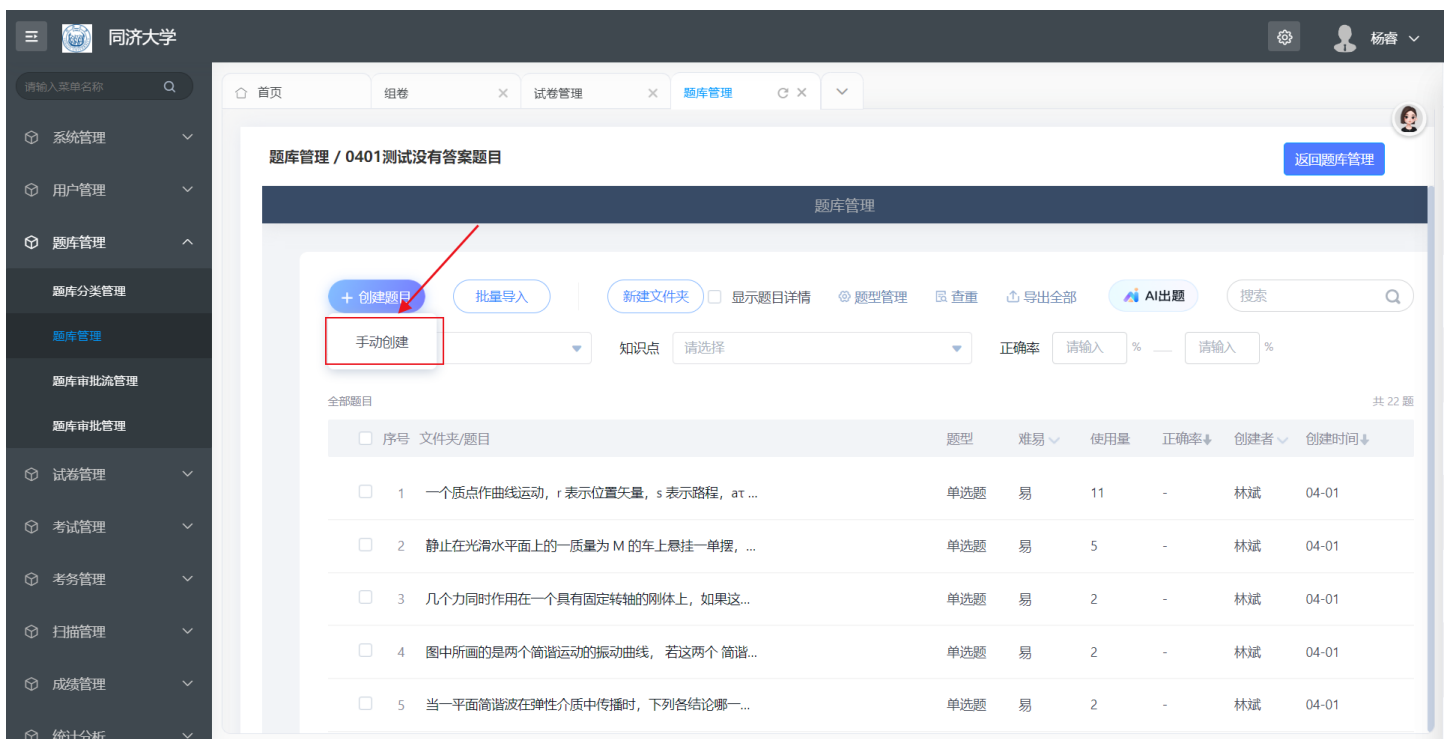 同济大学
杨睿
请输入菜单名称
首页 组卷 试卷管理 题库管理
系统管理
用户管理
题库管理
题库分类管理
题库管理
题库审批流管理
题库审批管理
试卷管理
考试管理
考务管理
扫描管理
成绩管理
统计分析
题库管理 / 0401测试没有答案题目
返回题库管理
题库管理
+ 创建题目 批量导入 新建文件夹 显示题目详情 题型管理 查重 导出全部 AI出题 搜索
手动创建 知识点 请选择 正确率 请输入 % — 请输入 %
全部题目 共 22 题
序号 文件夹/题目 题型 难易 使用量 正确率 创建者 创建时间
1 一个质点作曲线运动，r 表示位置矢量，s 表示路程，aτ ... 单选题 易 11 - 林斌 04-01
2 静止在光滑水平面上的一质量为 M 的车上悬挂一单摆，... 单选题 易 5 - 林斌 04-01
3 几个力同时作用在一个具有固定转轴的刚体上，如果这... 单选题 易 2 - 林斌 04-01
4 图中所画的是两个简谐运动的振动曲线， 若这两个 简谐... 单选题 易 2 - 林斌 04-01
5 当一平面简谐波在弹性介质中传播时，下列各结论哪一... 单选题 易 2 - 林斌 04-01